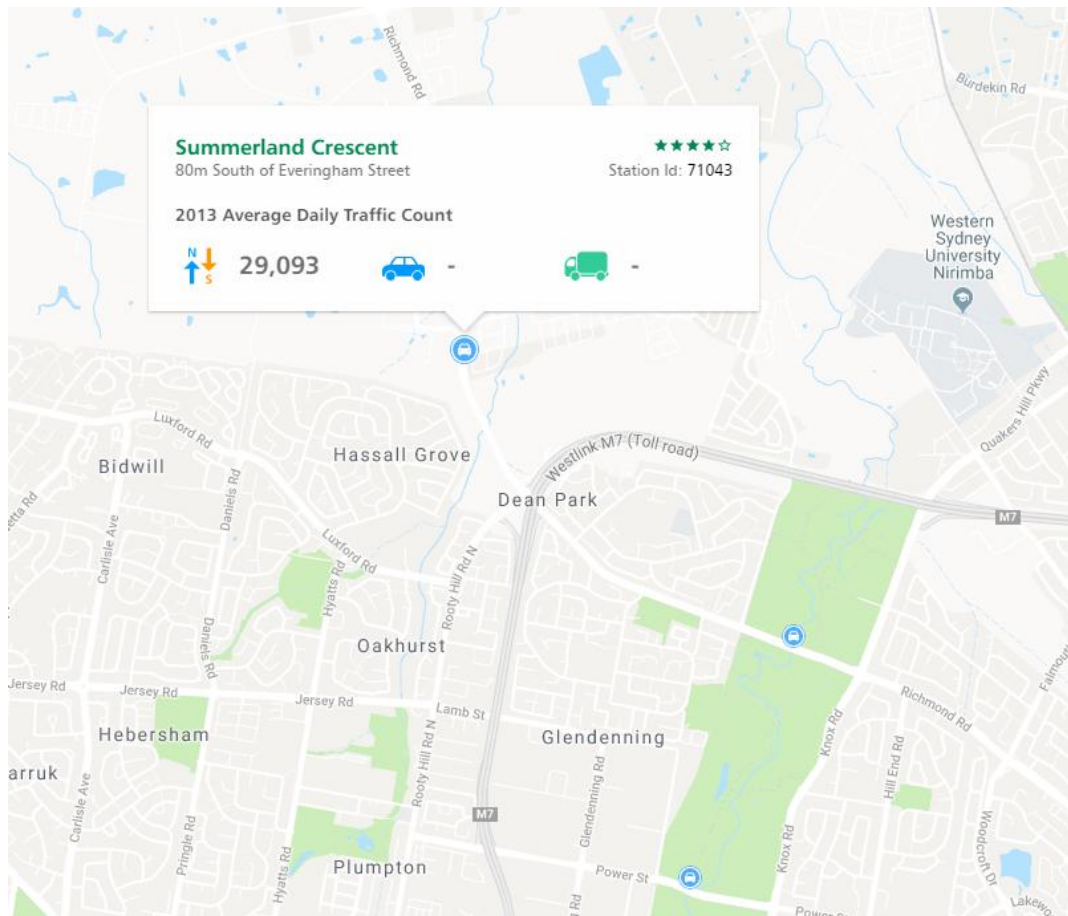 Richmond Rd
Burdekin Rd
Summerland Crescent
80m South of Everingham Street
Station Id: 71043
2013 Average Daily Traffic Count
N
S
29,093
-
-
Western
Sydney
University
Nirimba
Quakers Hill Pkwy
Luxford Rd
Bidwill
Hassall Grove
Westlink M7 (Toll road)
Daniels Rd
Dean Park
M7
etta Rd
Carlisle Ave
Luxford Rd
Hyatts Rd
Rooty Hill Rd N
Daniels Rd
Oakhurst
Falmout
Jersey Rd
Jersey Rd
Jersey Rd
Lamb St
Richmond Rd
Hebersham
Glendenning
Knox Rd
Rooty Hill Rd N
Hill End Rd
arruk
Glendenning Rd
Carlisle Ave
Pringle Rd
M7
Woodcroft Dr
Hyatts Rd
Plumpton
Knox Rd
Power St
Power St
Lakewo